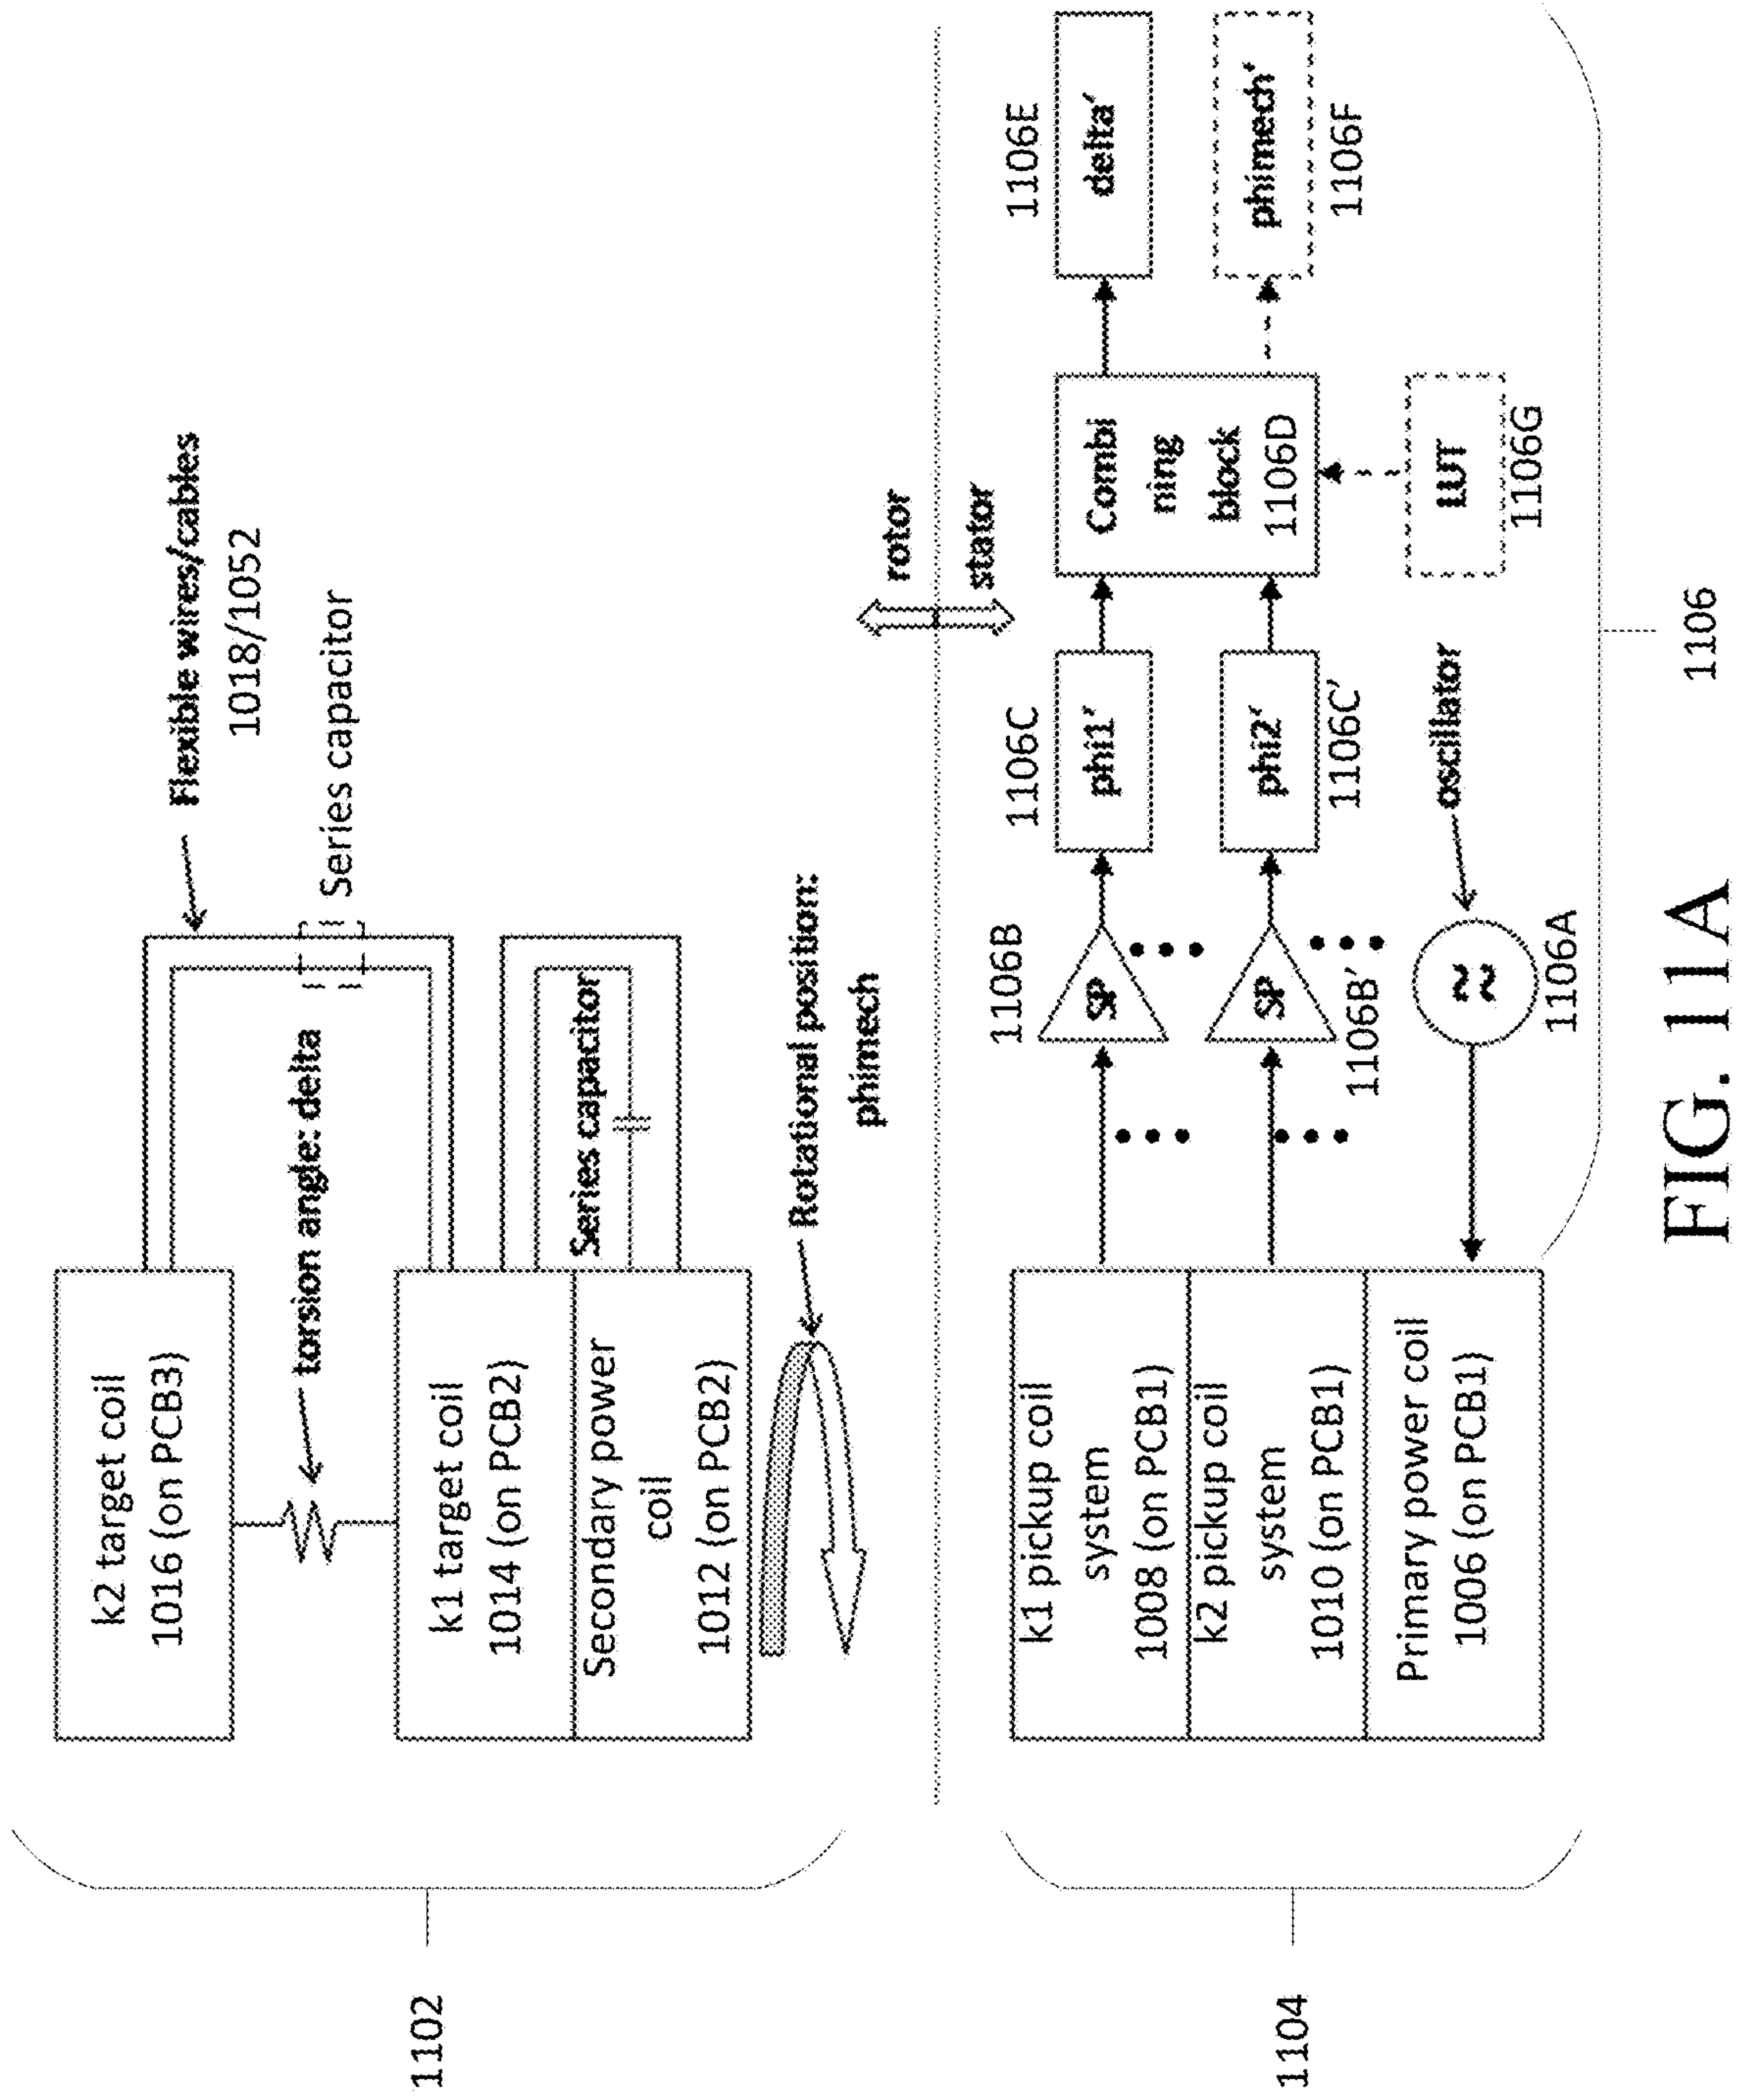 Flexible wires/cables
1018/1052
Series capacitor
k2 target coil
1016 (on PCB3)
torsion angle: delta
k1 target coil
1014 (on PCB2)
Series capacitor
Secondary power
coil
1012 (on PCB2)
Rotational position:
phimech
1102
rotor
stator
k1 pickup coil
system
1008 (on PCB1)
k2 pickup coil
system
1010 (on PCB1)
Primary power coil
1006 (on PCB1)
1104
SP
1106B
SP
1106B'
phi1'
1106C
phi2'
1106C'
Combi
ning
block
1106D
delta'
1106E
phimech'
1106F
LUT
1106G
oscillator
≈
1106A
1106
FIG. 11A